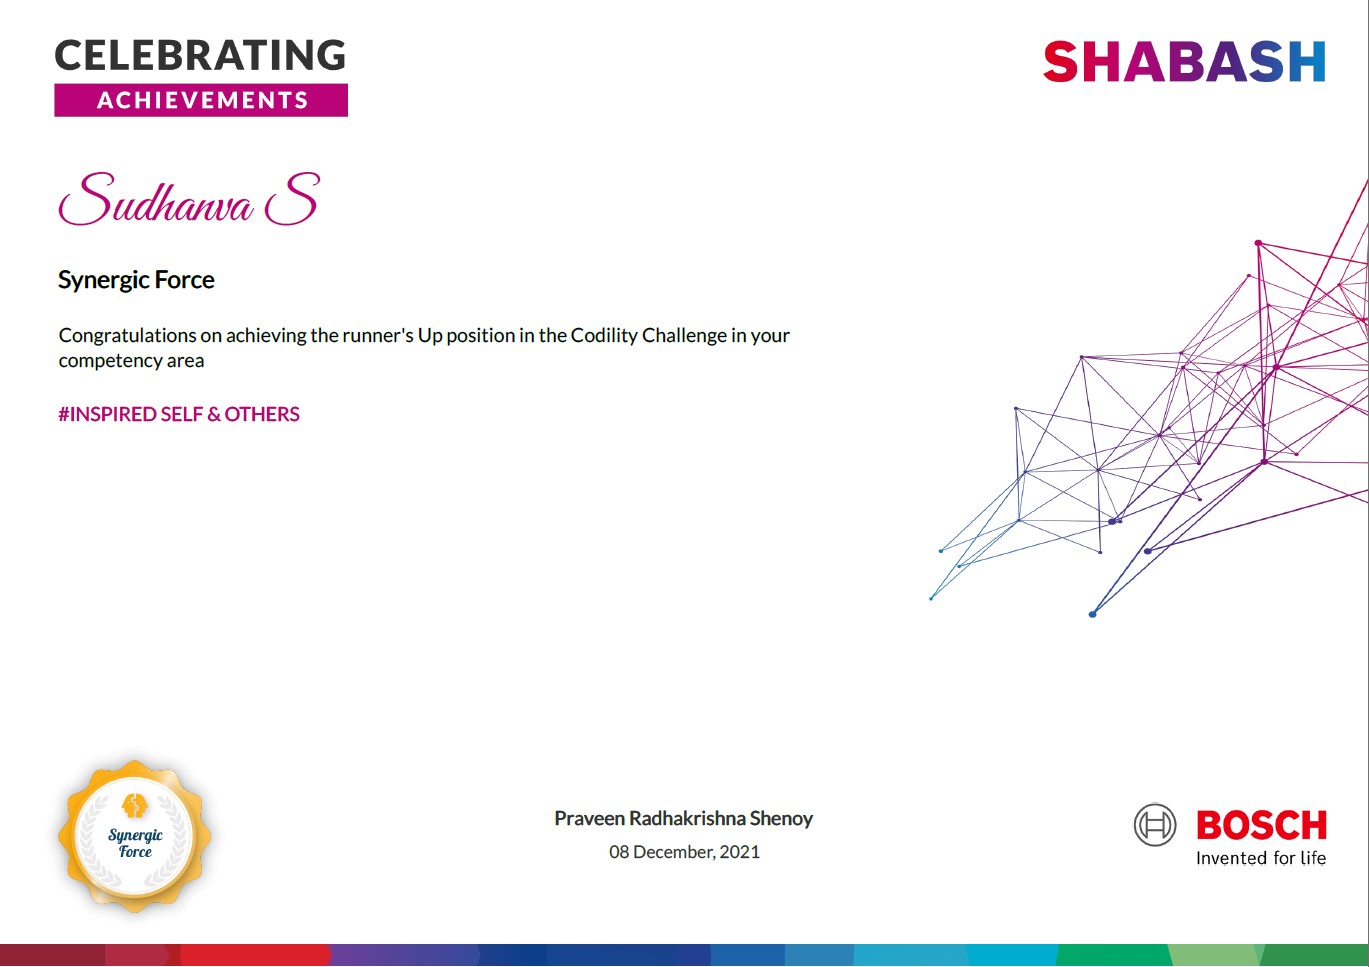 CELEBRATING
ACHIEVEMENTS
SHABASH
Sudhanva S
Synergic Force
Congratulations on achieving the runner's Up position in the Codility Challenge in your
competency area
#INSPIRED SELF & OTHERS
Synergic
Force
Praveen Radhakrishna Shenoy
08 December, 2021
BOSCH
Invented for life